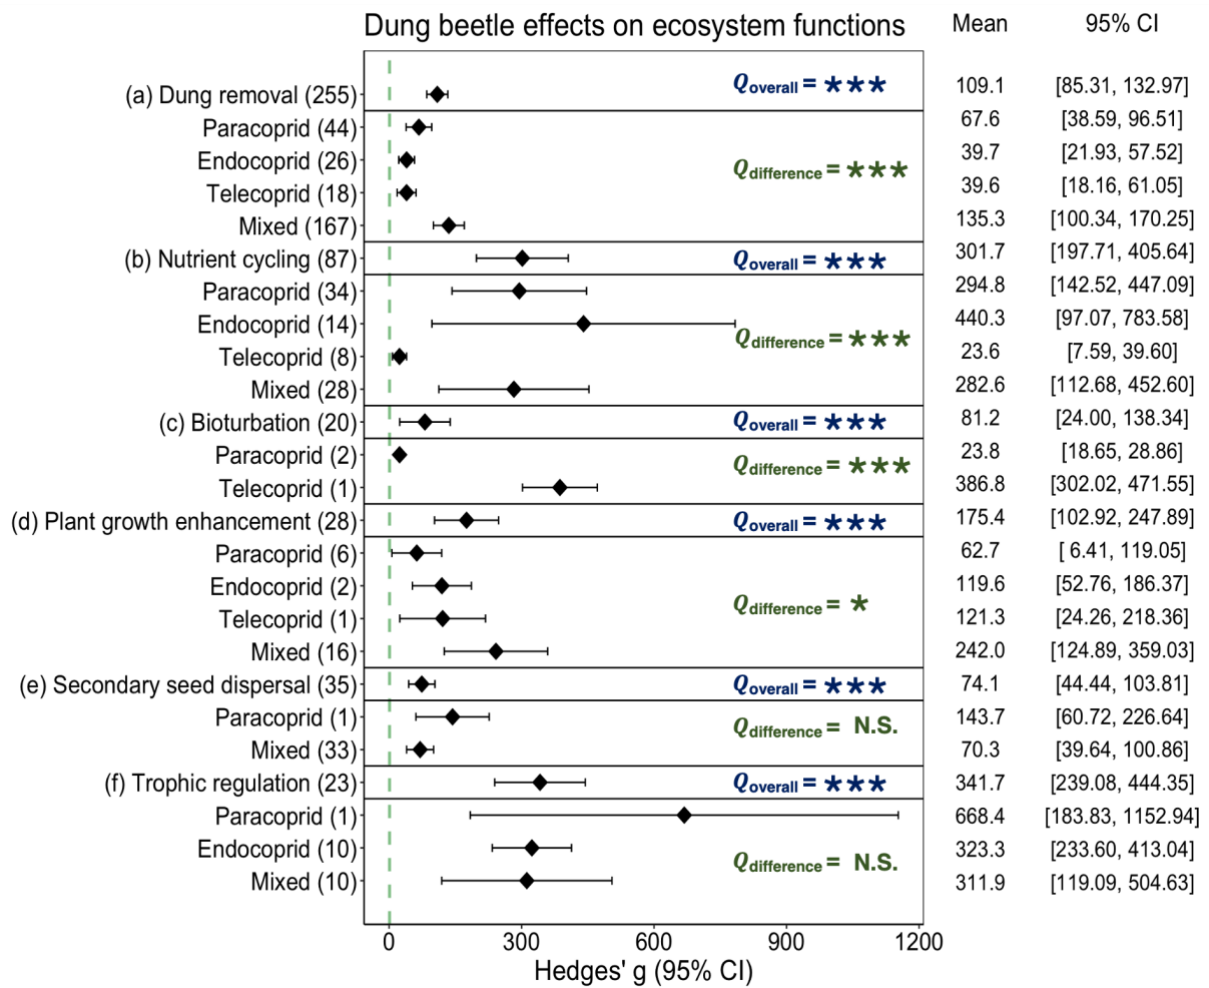 Dung beetle effects on ecosystem functions Mean 95% CI
(a) Dung removal (255) Qoverall = *** 109.1 [85.31, 132.97]
Paracoprid (44) 67.6 [38.59, 96.51]
Endocoprid (26) 39.7 [21.93, 57.52]
Qdifference = ***
Telecoprid (18) 39.6 [18.16, 61.05]
Mixed (167) 135.3 [100.34, 170.25]
(b) Nutrient cycling (87) Qoverall = *** 301.7 [197.71, 405.64]
Paracoprid (34) 294.8 [142.52, 447.09]
Endocoprid (14) 440.3 [97.07, 783.58]
Qdifference = ***
Telecoprid (8) 23.6 [7.59, 39.60]
Mixed (28) 282.6 [112.68, 452.60]
(c) Bioturbation (20) Qoverall = *** 81.2 [24.00, 138.34]
Paracoprid (2) 23.8 [18.65, 28.86]
Qdifference = ***
Telecoprid (1) 386.8 [302.02, 471.55]
(d) Plant growth enhancement (28) Qoverall = *** 175.4 [102.92, 247.89]
Paracoprid (6) 62.7 [ 6.41, 119.05]
Endocoprid (2) 119.6 [52.76, 186.37]
Qdifference = *
Telecoprid (1) 121.3 [24.26, 218.36]
Mixed (16) 242.0 [124.89, 359.03]
(e) Secondary seed dispersal (35) Qoverall = *** 74.1 [44.44, 103.81]
Paracoprid (1) Qdifference = N.S. 143.7 [60.72, 226.64]
Mixed (33) 70.3 [39.64, 100.86]
(f) Trophic regulation (23) Qoverall = *** 341.7 [239.08, 444.35]
Paracoprid (1) 668.4 [183.83, 1152.94]
Endocoprid (10) 323.3 [233.60, 413.04]
Qdifference = N.S.
Mixed (10) 311.9 [119.09, 504.63]
0 300 600 900 1200
Hedges' g (95% CI)